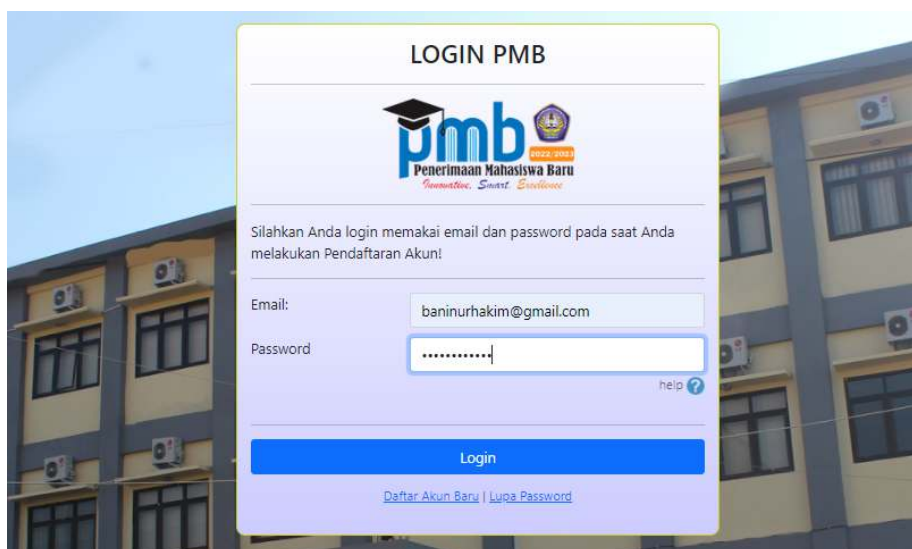 LOGIN PMB
pmb
2022/2023
Penerimaan Mahasiswa Baru
Innovative, Smart Excellence
Silahkan Anda login memakai email dan password pada saat Anda
melakukan Pendaftaran Akun!
Email: baninurhakim@gmail.com
Password ••••••••••••
help ?
Login
Daftar Akun Baru | Lupa Password